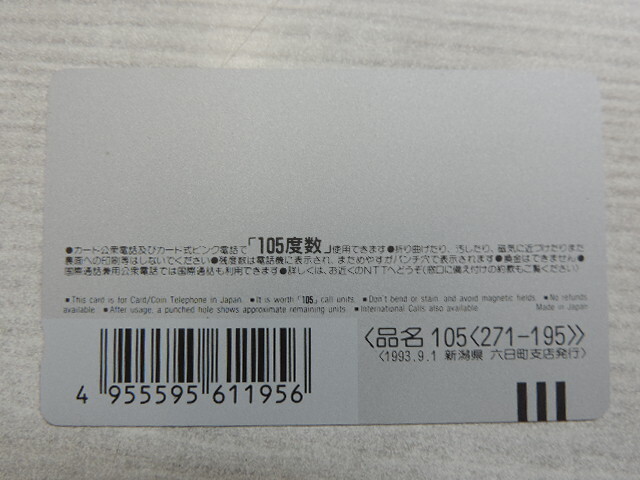 ●カード公衆電話及びカード式ピンク電話で「105度数」使用できます●折り曲げたり、汚したり、磁気に近づけたりまた
裏面への印刷等はしないでください●残度数は電話機に表示され、またためやすがパンチ穴で表示されます●換金はできません●
国際通話兼用公衆電話では国際通話も利用できます●詳しくは、お近くのNTTへどうぞ(窓口に備え付けの約款もご覧ください)
■ This card is for Card/Coin Telephone in Japan. ■ It is worth「105」call units. ■ Don't bend or stain, and avoid magnetic fields. ■ No refunds
available. ■ After usage, a punched hole shows approximate remaining units. ■ International Calls also available. Made in Japan
〈品名 105〈271-195〉〉
〈1993.9.1 新潟県 六日町支店発行〉
4 955595 611956